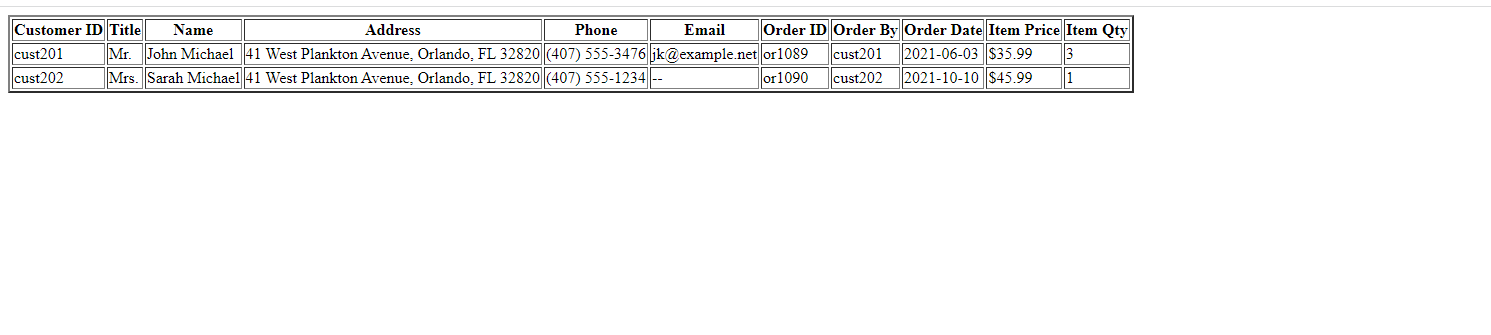 Customer ID Title Name Address Phone Email Order ID Order By Order Date Item Price Item Qty
cust201 Mr. John Michael 41 West Plankton Avenue, Orlando, FL 32820 (407) 555-3476 jk@example.net or1089 cust201 2021-06-03 $35.99 3
cust202 Mrs. Sarah Michael 41 West Plankton Avenue, Orlando, FL 32820 (407) 555-1234 -- or1090 cust202 2021-10-10 $45.99 1